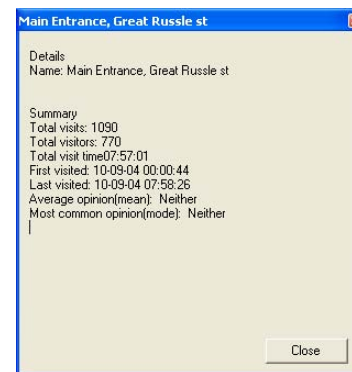 Main Entrance, Great Russle st
Details
Name: Main Entrance, Great Russle st
Summary
Total visits: 1090
Total visitors: 770
Total visit time07:57:01
First visited: 10-09-04 00:00:44
Last visited: 10-09-04 07:58:26
Average opinion(mean): Neither
Most common opinion(mode): Neither
Close